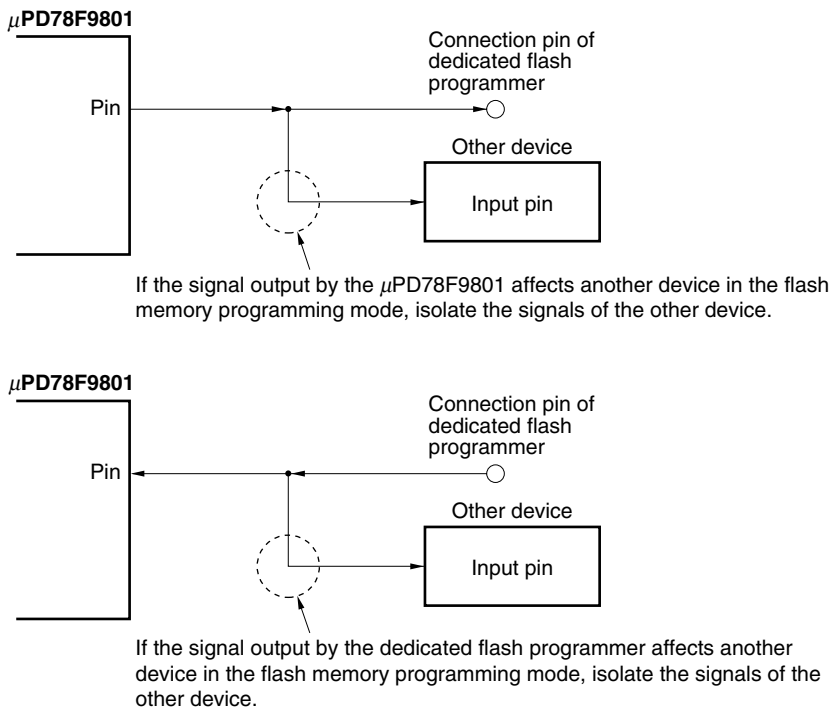 μPD78F9801
Connection pin of
dedicated flash
programmer
Pin
Other device
Input pin
If the signal output by the μPD78F9801 affects another device in the flash
memory programming mode, isolate the signals of the other device.
μPD78F9801
Connection pin of
dedicated flash
programmer
Pin
Other device
Input pin
If the signal output by the dedicated flash programmer affects another
device in the flash memory programming mode, isolate the signals of the
other device.